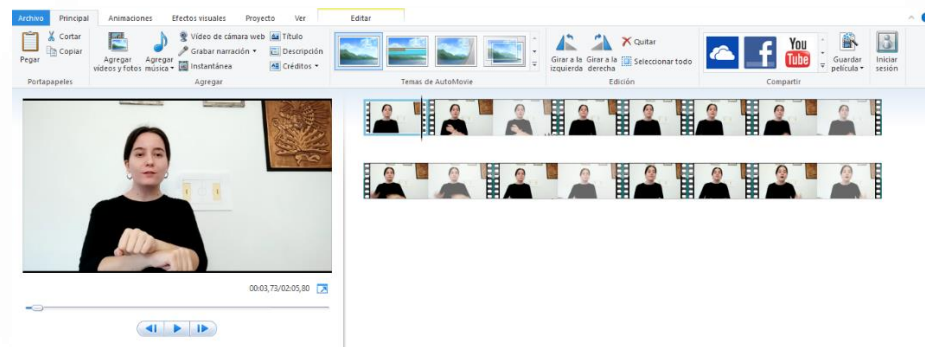 Archivo Principal Animaciones Efectos visuales Proyecto Ver Editar
Pegar
Cortar
Copiar
Portapapeles
Agregar vídeos y fotos
Agregar música
Vídeo de cámara web
Grabar narración
Instantánea
Título
Descripción
Créditos
Agregar
Temas de AutoMovie
Girar a la izquierda
Girar a la derecha
Quitar
Seleccionar todo
Edición
f
You
Tube
Compartir
Guardar película
Iniciar sesión
00:03,73/02:05,80